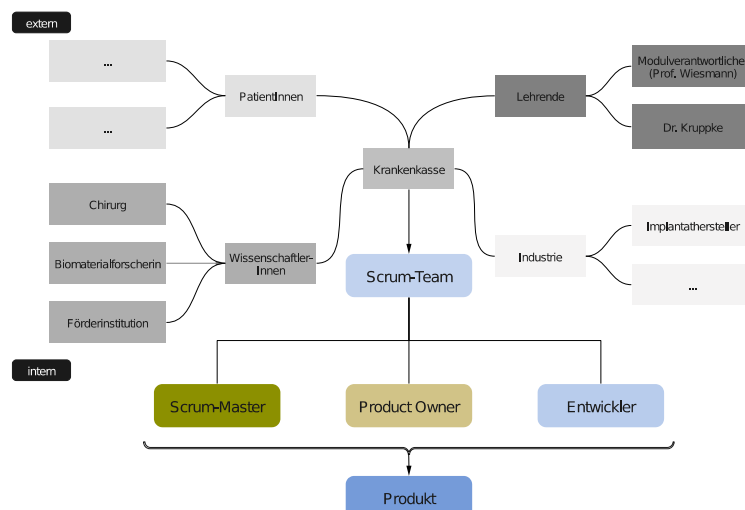 extern
...
...
PatientInnen
Lehrende
Modulverantwortlicher
(Prof. Wiesmann)
Dr. Kruppke
Krankenkasse
Chirurg
Biomaterialforscherin
Förderinstitution
Wissenschaftler-
Innen
Industrie
Implantathersteller
...
Scrum-Team
intern
Scrum-Master
Product Owner
Entwickler
Produkt